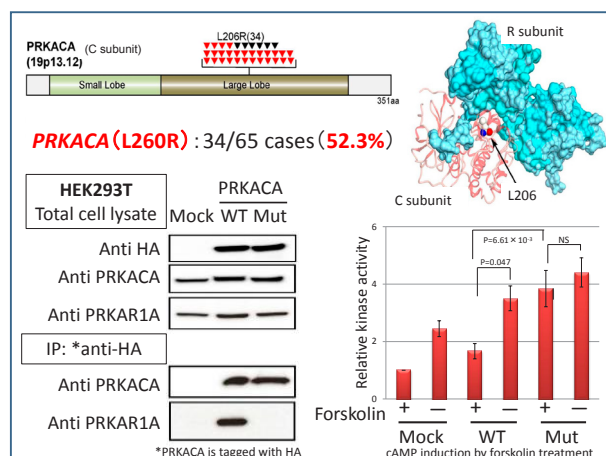 PRKACA (C subunit)
(19p13.12)
L206R(34)
Small Lobe
Large Lobe
351aa
PRKACA (L260R) : 34/65 cases (52.3%)
R subunit
C subunit
L206
HEK293T
Total cell lysate
PRKACA
Mock WT Mut
Anti HA
Anti PRKACA
Anti PRKAR1A
IP: *anti-HA
Anti PRKACA
Anti PRKAR1A
*PRKACA is tagged with HA
Relative kinase activity
6
4
2
0
P=6.61 × 10⁻³
P=0.047
NS
Forskolin + − + − + −
Mock WT Mut
cAMP induction by forskolin treatment